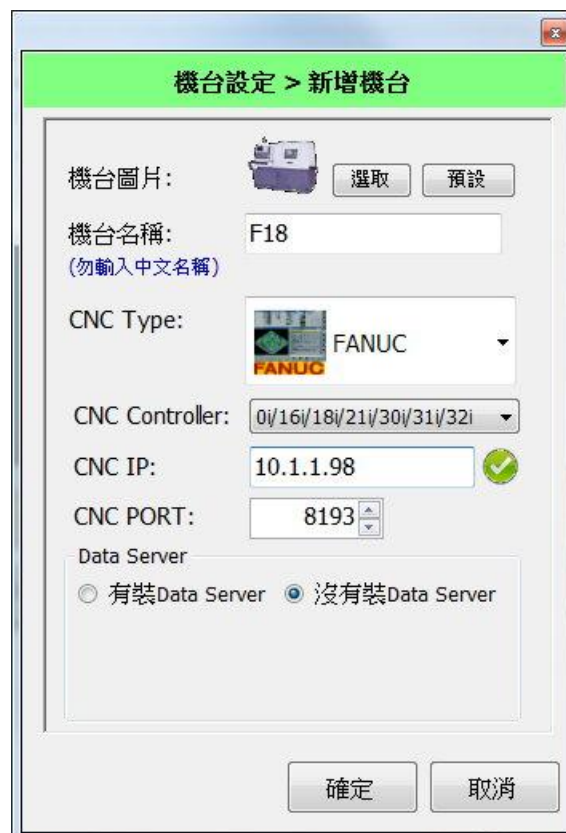 機台設定 > 新增機台
機台圖片:
選取
預設
機台名稱:
F18
(勿輸入中文名稱)
CNC Type:
FANUC
FANUC
CNC Controller:
0i/16i/18i/21i/30i/31i/32i
CNC IP:
10.1.1.98
CNC PORT:
8193
Data Server
有裝Data Server
沒有裝Data Server
確定
取消